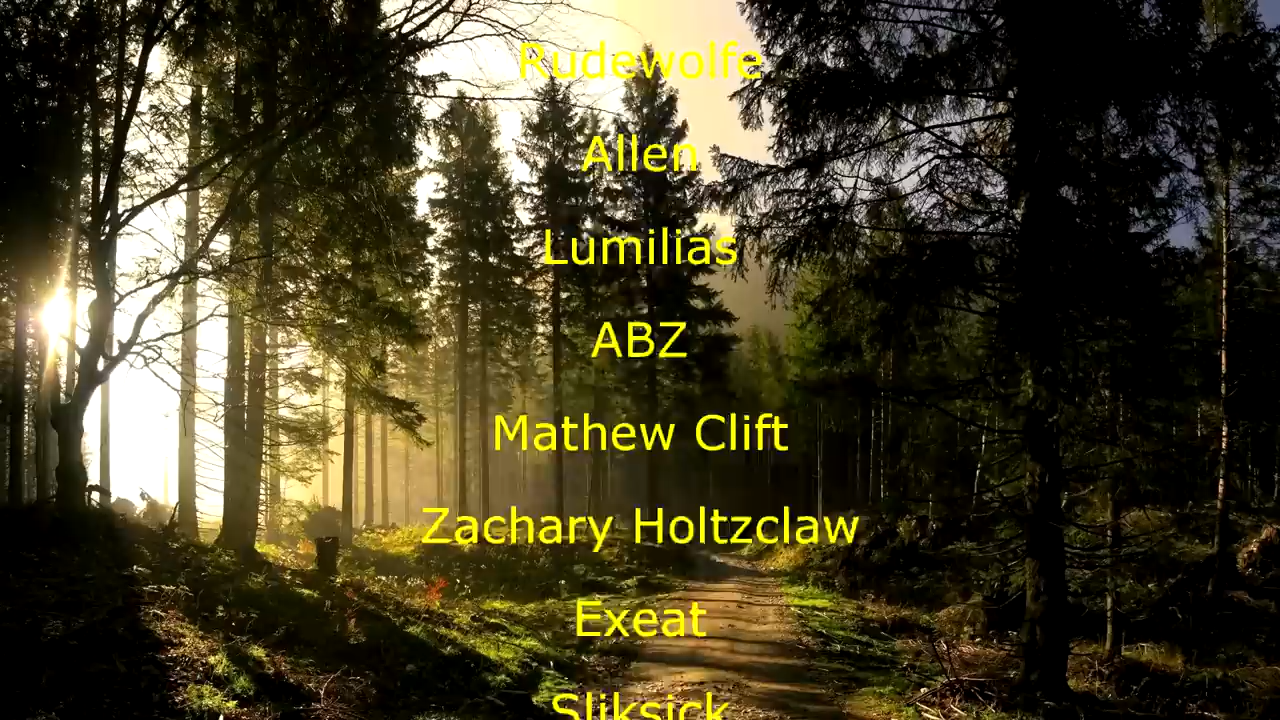 Rudewolfe
Allen
Lumilias
ABZ
Mathew Clift
Zachary Holtzclaw
Exeat
Sliksick